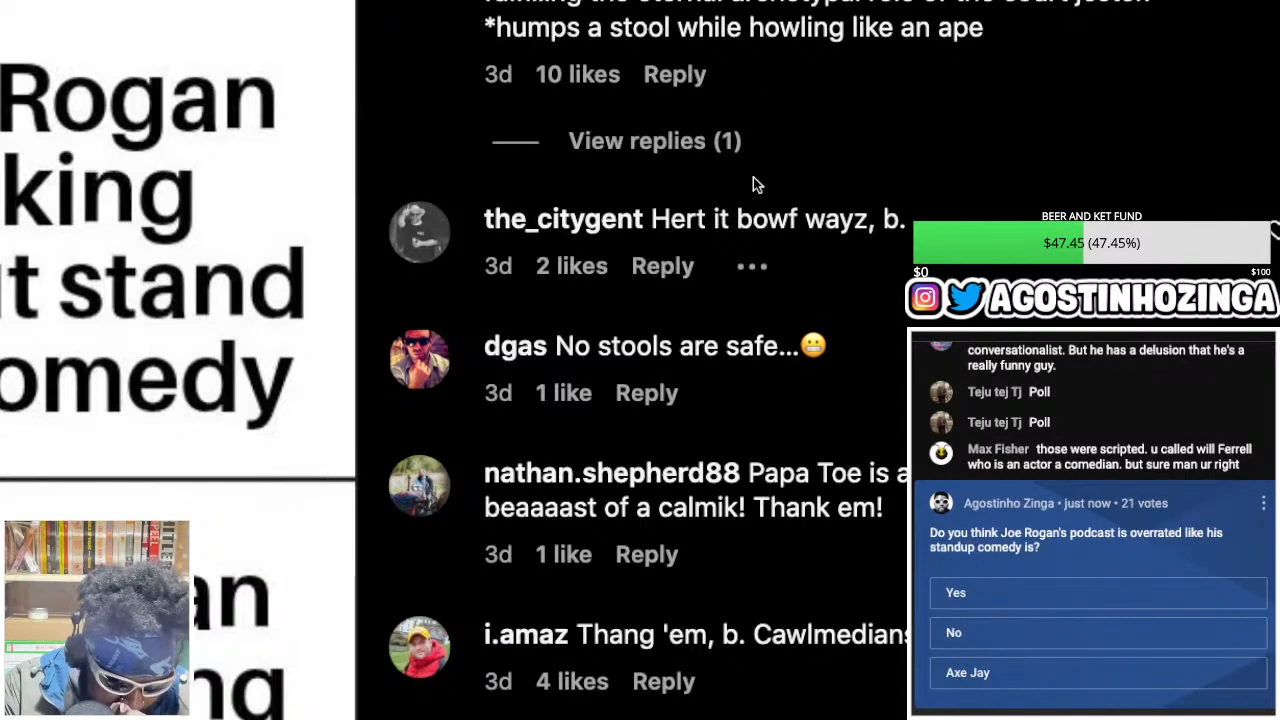 *humps a stool while howling like an ape
3d 10 likes Reply
View replies (1)
the_citygent Hert it bowf wayz, b.
3d 2 likes Reply ...
dgas No stools are safe...😬
3d 1 like Reply
nathan.shepherd88 Papa Toe is a
beaaaast of a calmik! Thank em!
3d 1 like Reply
i.amaz Thang 'em, b. Cawlmedians
3d 4 likes Reply
Rogan
king
t stand
omedy
an
ng
BEER AND KET FUND
$47.45 (47.45%)
$0 $100
AGOSTINHOZINGA
conversationalist. But he has a delusion that he's a
really funny guy.
Teju tej Tj Poll
Teju tej Tj Poll
Max Fisher those were scripted. u called will Ferrell
who is an actor a comedian. but sure man ur right
Agostinho Zinga • just now • 21 votes
Do you think Joe Rogan's podcast is overrated like his
standup comedy is?
Yes
No
Axe Jay